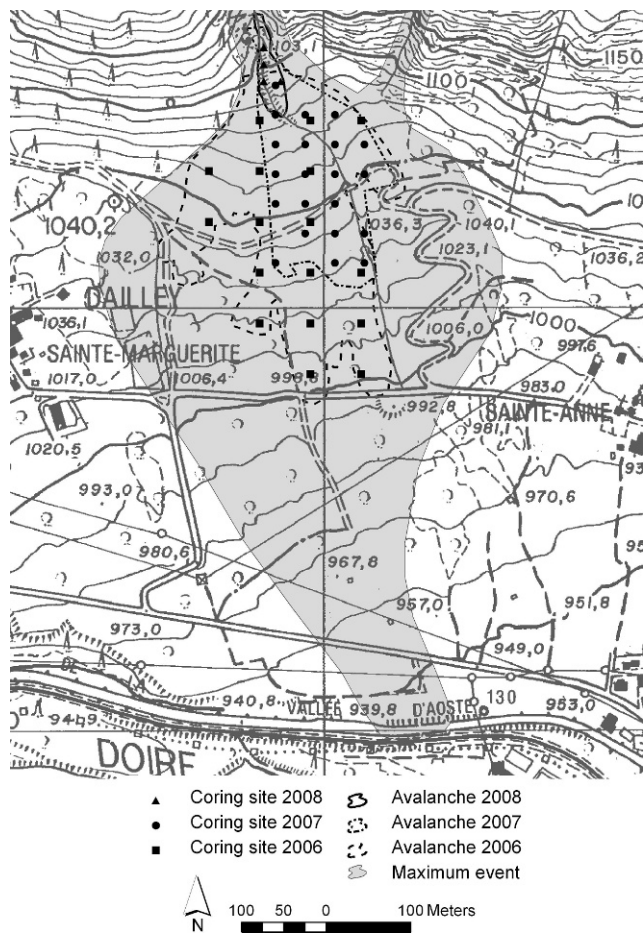 103,1
1150
1100
1040,2
1036,3
1040,1
1032,0
1023,1
1036,2
DAILLEY
1036,1
1006,0
1000
SAINTE-MARGUERITE
997,6
1017,0
1006,4
998,8
983,0
992,8
SAINTE-ANNE
1020,5
981,1
993,0
970,6
980,6
967,8
957,0
951,8
973,0
949,0
940,8
VALLÉE
939,8
D'AOSTE
130
953,0
DOIRE
Coring site 2008
Avalanche 2008
Coring site 2007
Avalanche 2007
Coring site 2006
Avalanche 2006
Maximum event
N
100 50 0 100 Meters